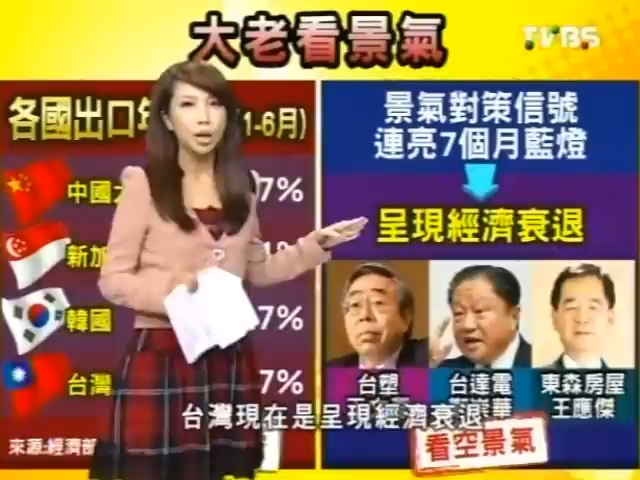 大老看景氣
TVBS
各國出口年 (1-6月)
中國大 7%
新加 1%
韓國 7%
台灣 7%
來源:經濟部
景氣對策信號
連亮7個月藍燈
呈現經濟衰退
台塑
台達電
華
東森房屋
王應傑
看空景氣
台灣現在是呈現經濟衰退